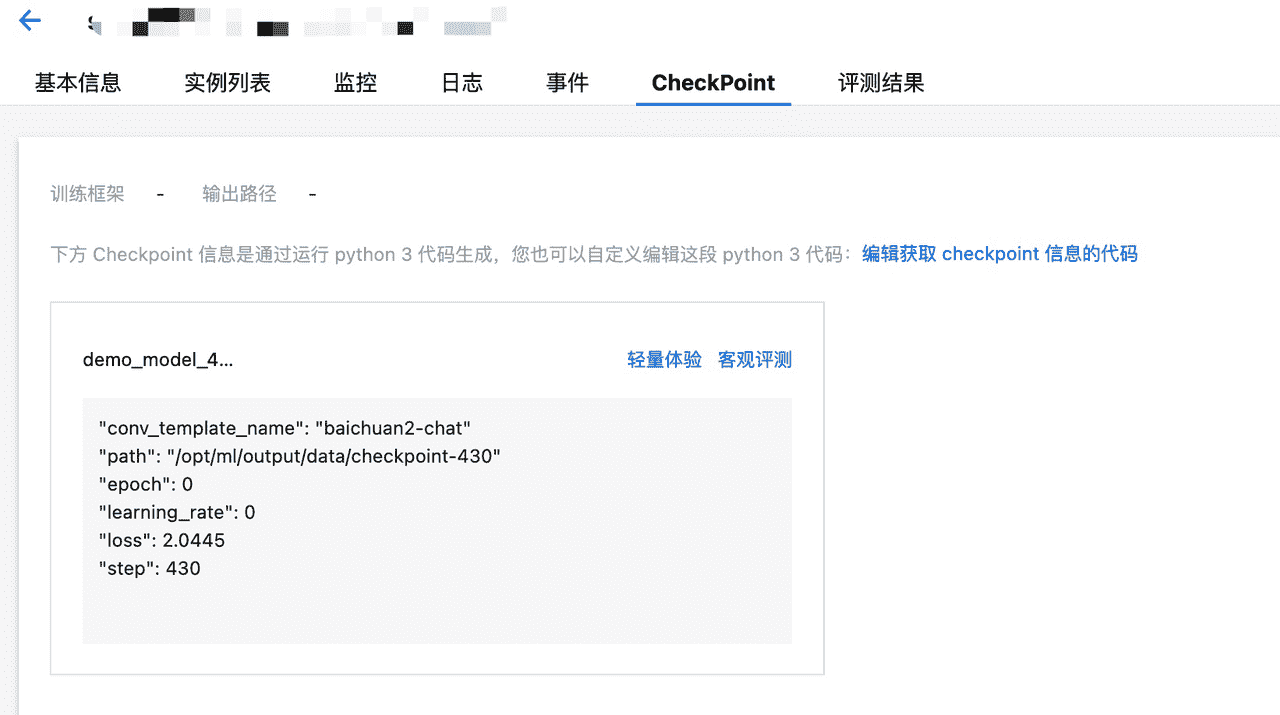 基本信息 实例列表 监控 日志 事件 CheckPoint 评测结果
训练框架 - 输出路径 -
下方 Checkpoint 信息是通过运行 python 3 代码生成，您也可以自定义编辑这段 python 3 代码：编辑获取 checkpoint 信息的代码
demo_model_4... 轻量体验 客观评测
"conv_template_name": "baichuan2-chat"
"path": "/opt/ml/output/data/checkpoint-430"
"epoch": 0
"learning_rate": 0
"loss": 2.0445
"step": 430